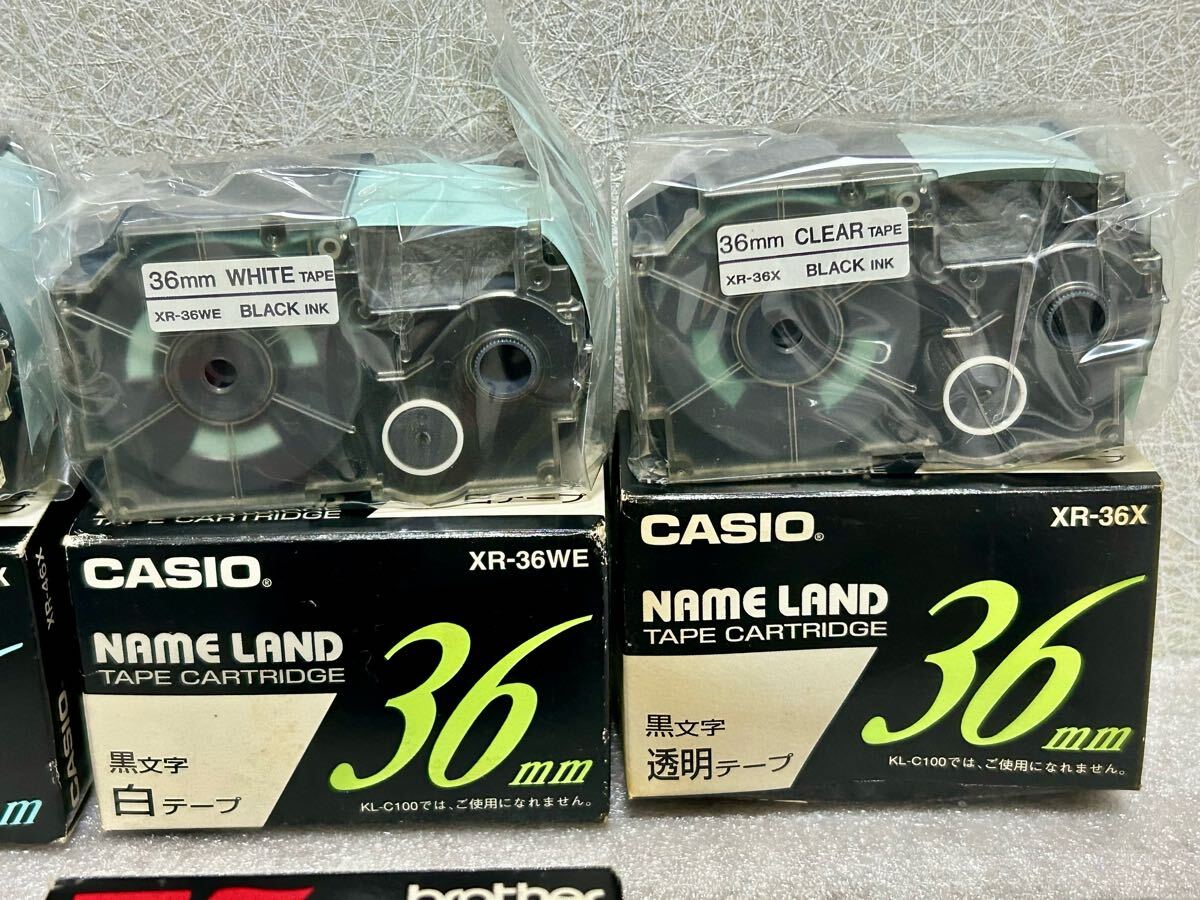 36mm WHITE TAPE
XR-36WE BLACK INK
36mm CLEAR TAPE
XR-36X BLACK INK
TAPE CARTRIDGE
CASIO® XR-36WE
NAME LAND
TAPE CARTRIDGE
36mm
黒文字
白テープ
KL-C100では、ご使用になれません。
CASIO® XR-36X
NAME LAND
TAPE CARTRIDGE
36mm
黒文字
透明テープ
KL-C100では、ご使用になれません。
XR-46X
CASIO
m
brother